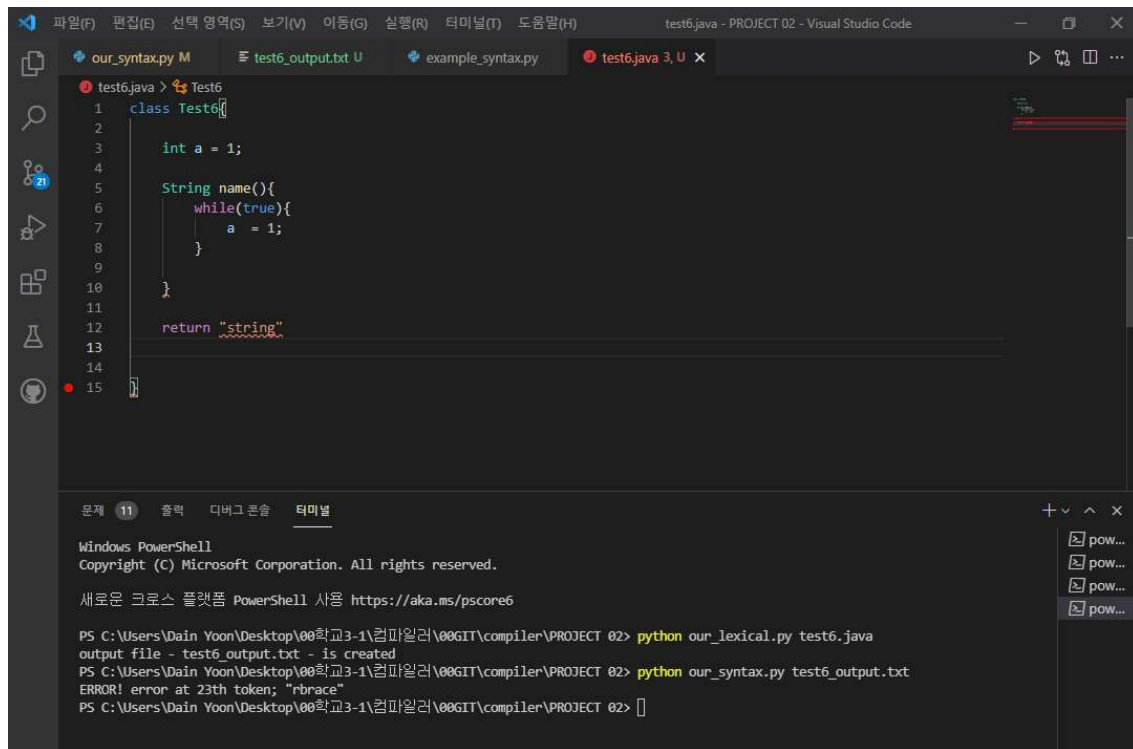 파일(F) 편집(E) 선택 영역(S) 보기(V) 이동(G) 실행(R) 터미널(T) 도움말(H) test6.java - PROJECT 02 - Visual Studio Code
our_syntax.py M test6_output.txt U example_syntax.py test6.java 3, U
test6.java > Test6
1 class Test6{
2
3 int a = 1;
4
5 String name(){
6 while(true){
7 a  = 1;
8 }
9
10 }
11
12 return "string"
13
14
15 }
21
문제 11 출력 디버그 콘솔 터미널
Windows PowerShell
Copyright (C) Microsoft Corporation. All rights reserved.
새로운 크로스 플랫폼 PowerShell 사용 https://aka.ms/pscore6
PS C:\Users\Dain Yoon\Desktop\00학교3-1\컴파일러\00GIT\compiler\PROJECT 02> python our_lexical.py test6.java
output file - test6_output.txt - is created
PS C:\Users\Dain Yoon\Desktop\00학교3-1\컴파일러\00GIT\compiler\PROJECT 02> python our_syntax.py test6_output.txt
ERROR! error at 23th token; "rbrace"
PS C:\Users\Dain Yoon\Desktop\00학교3-1\컴파일러\00GIT\compiler\PROJECT 02>
pow...
pow...
pow...
pow...